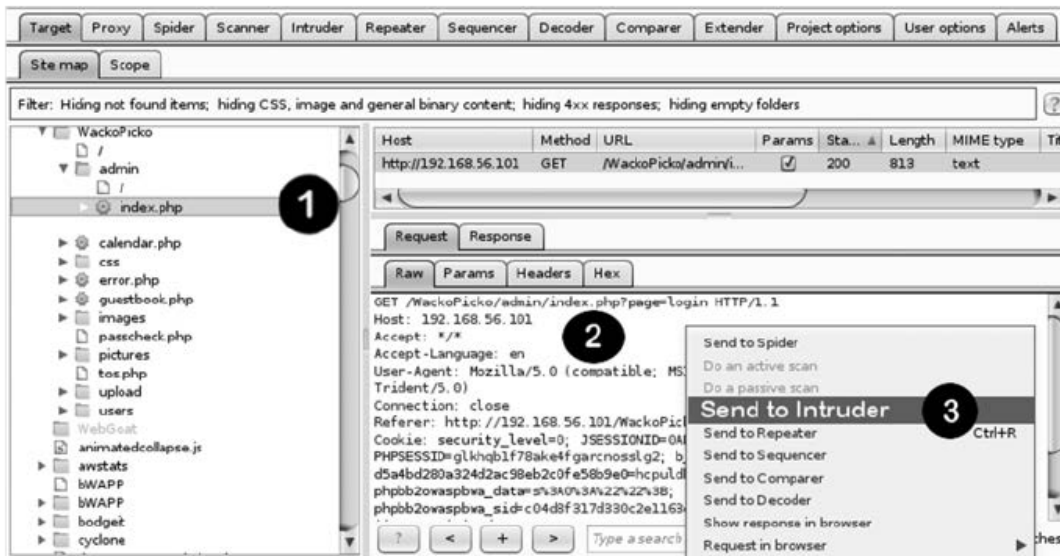 Target Proxy Spider Scanner Intruder Repeater Sequencer Decoder Comparer Extender Project options User options Alerts
Site map Scope
Filter: Hiding not found items; hiding CSS, image and general binary content; hiding 4xx responses; hiding empty folders
?
WackoPicko
/
admin
/
index.php
1
calendar.php
css
error.php
guestbook.php
images
passcheck.php
pictures
tos.php
upload
users
WebGoat
animatedcollapse.js
awstats
bWAPP
bWAPP
bodgeit
cyclone
Host Method URL Params Sta... Length MIME type Tit
http://192.168.56.101 GET /WackoPicko/admin/i... 200 813 text
Request Response
Raw Params Headers Hex
GET /WackoPicko/admin/index.php?page=login HTTP/1.1
Host: 192.168.56.101
Accept: */*
2
Accept-Language: en
User-Agent: Mozilla/5.0 (compatible; MS
Trident/5.0)
Connection: close
Referer: http://192.168.56.101/WackoPic
Cookie: security_level=0; JSESSIONID=0A
PHPSESSID=glkhqb1f78ake4fgarcnosslg2; b
d5a4bd280a324d2ac98eb2c0fe58b9e0=hcpuld
phpbb2owaspbwa_data=s%3A0%3A%22%22%3B;
phpbb2owaspbwa_sid=c04d8f317d330c2e1163
? < + > Type a search
Send to Spider
Do an active scan
Do a passive scan
Send to Intruder
3
Send to Repeater Ctrl+R
Send to Sequencer
Send to Comparer
Send to Decoder
Show response in browser
Request in browser
ches